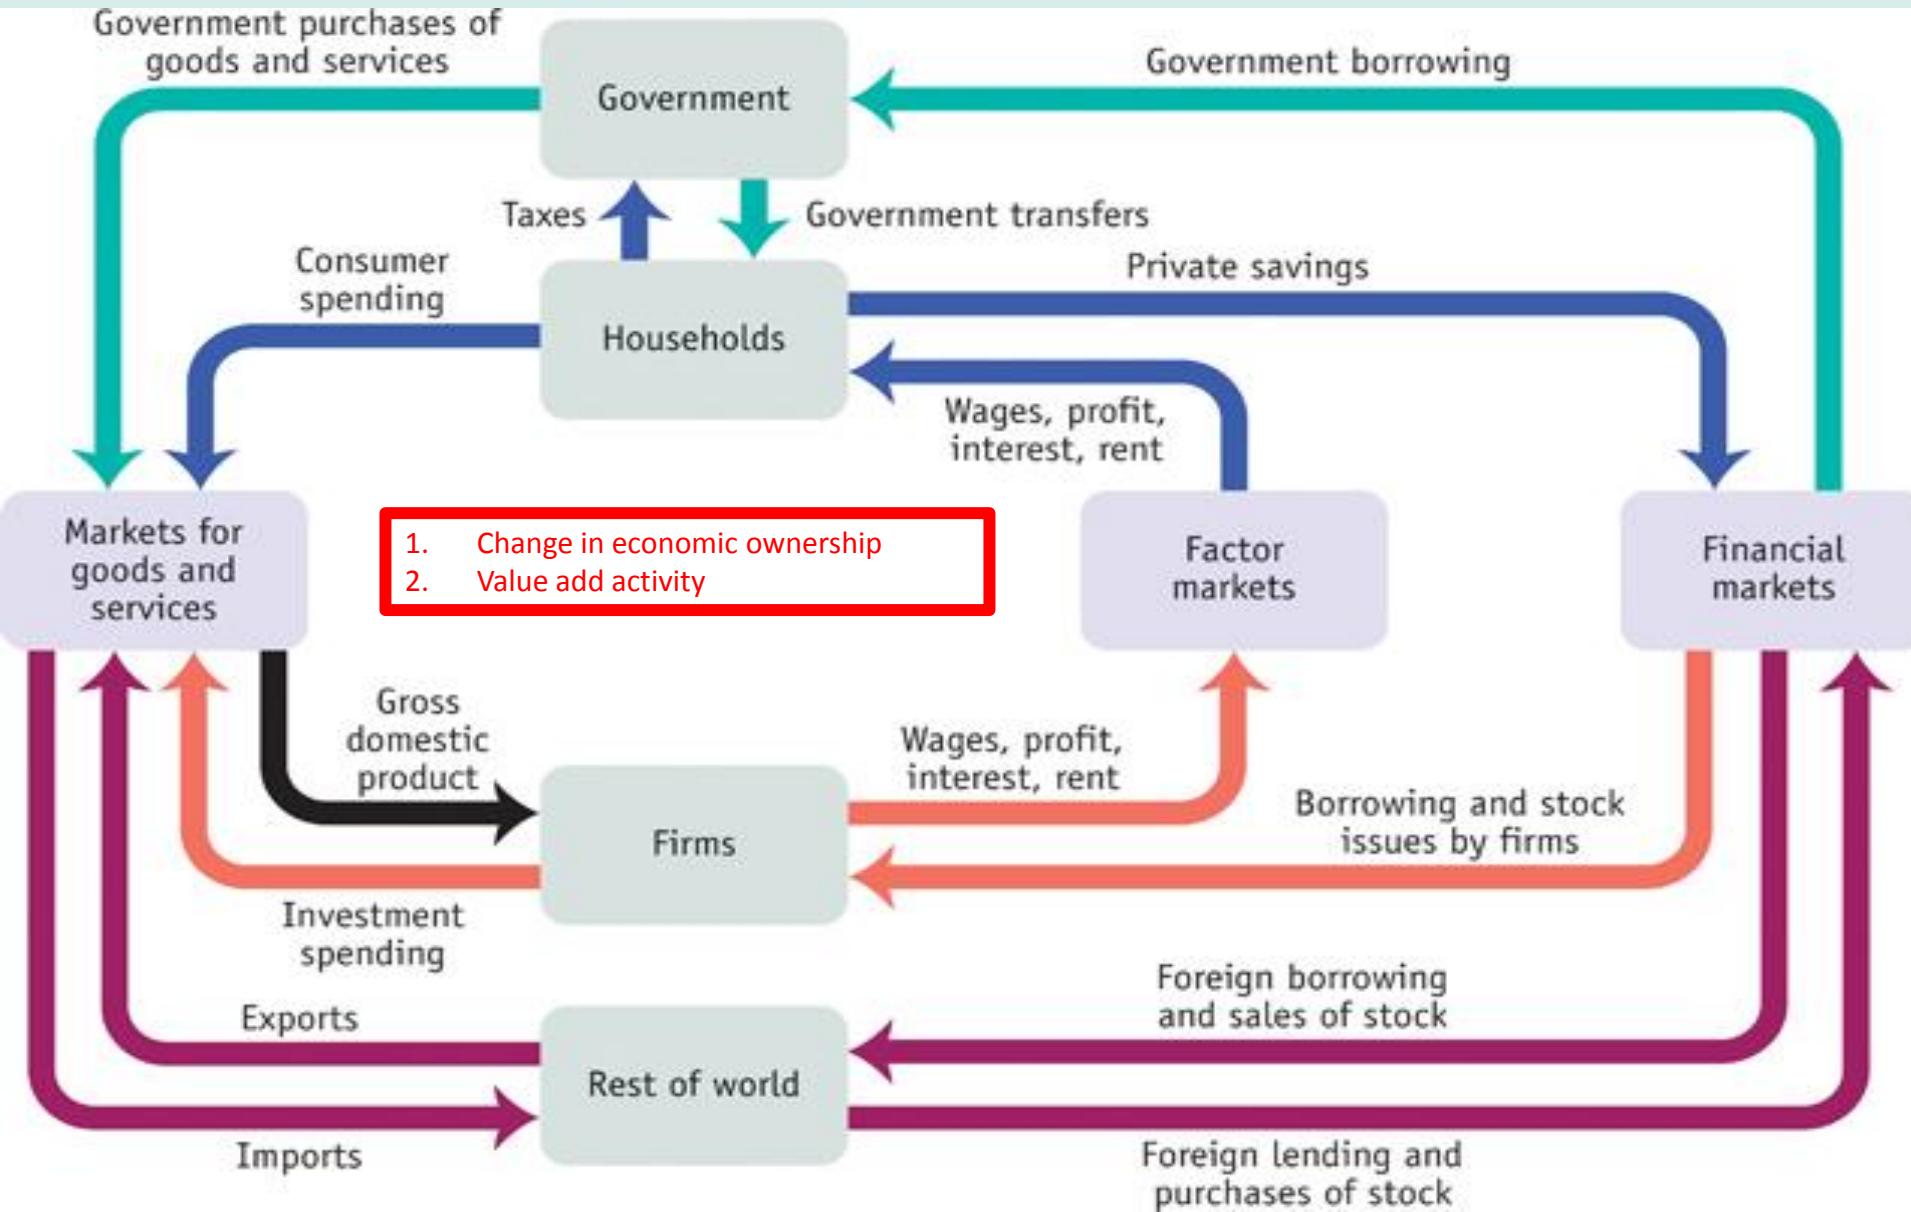 Government purchases of
goods and services
Government
Government borrowing
Taxes
Government transfers
Consumer
spending
Households
Private savings
Wages, profit,
interest, rent
Markets for
goods and
services
1. Change in economic ownership
2. Value add activity
Factor
markets
Financial
markets
Gross
domestic
product
Wages, profit,
interest, rent
Firms
Borrowing and stock
issues by firms
Investment
spending
Exports
Rest of world
Foreign borrowing
and sales of stock
Imports
Foreign lending and
purchases of stock